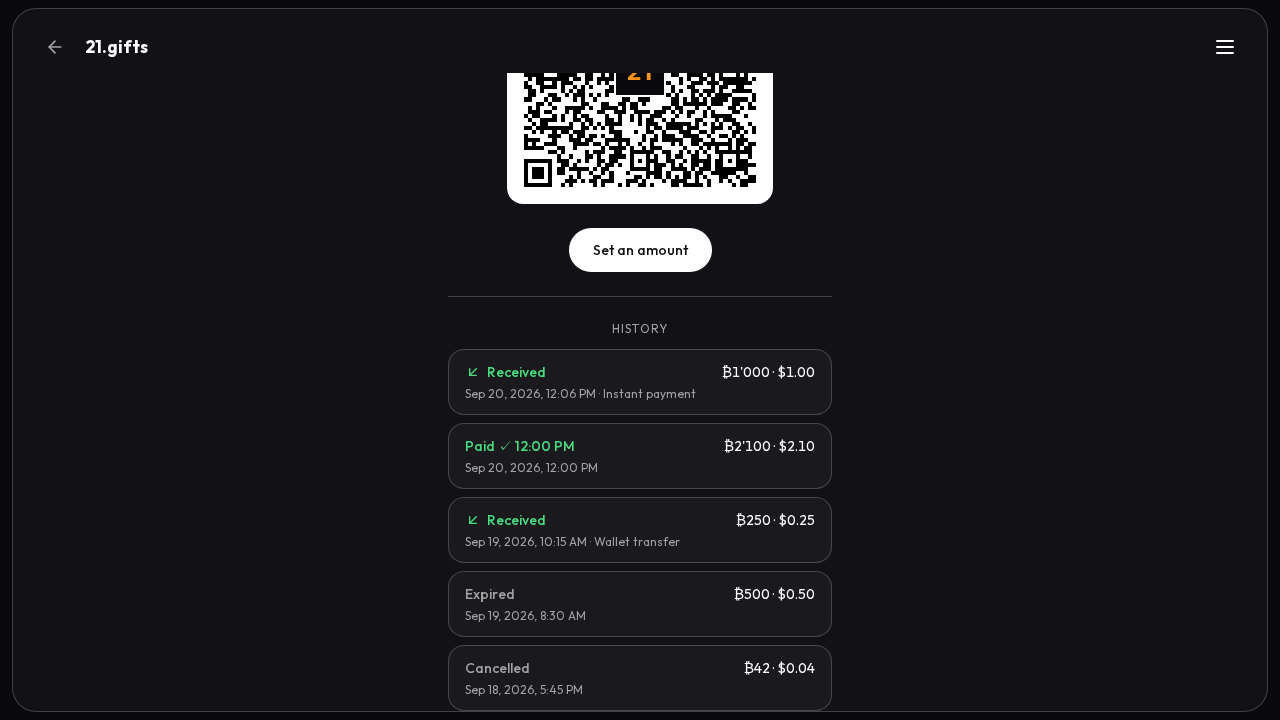 21.gifts
21
Set an amount
HISTORY
↙ Received ₿1'000 · $1.00
Sep 20, 2026, 12:06 PM · Instant payment
Paid ✓ 12:00 PM ₿2'100 · $2.10
Sep 20, 2026, 12:00 PM
↙ Received ₿250 · $0.25
Sep 19, 2026, 10:15 AM · Wallet transfer
Expired ₿500 · $0.50
Sep 19, 2026, 8:30 AM
Cancelled ₿42 · $0.04
Sep 18, 2026, 5:45 PM